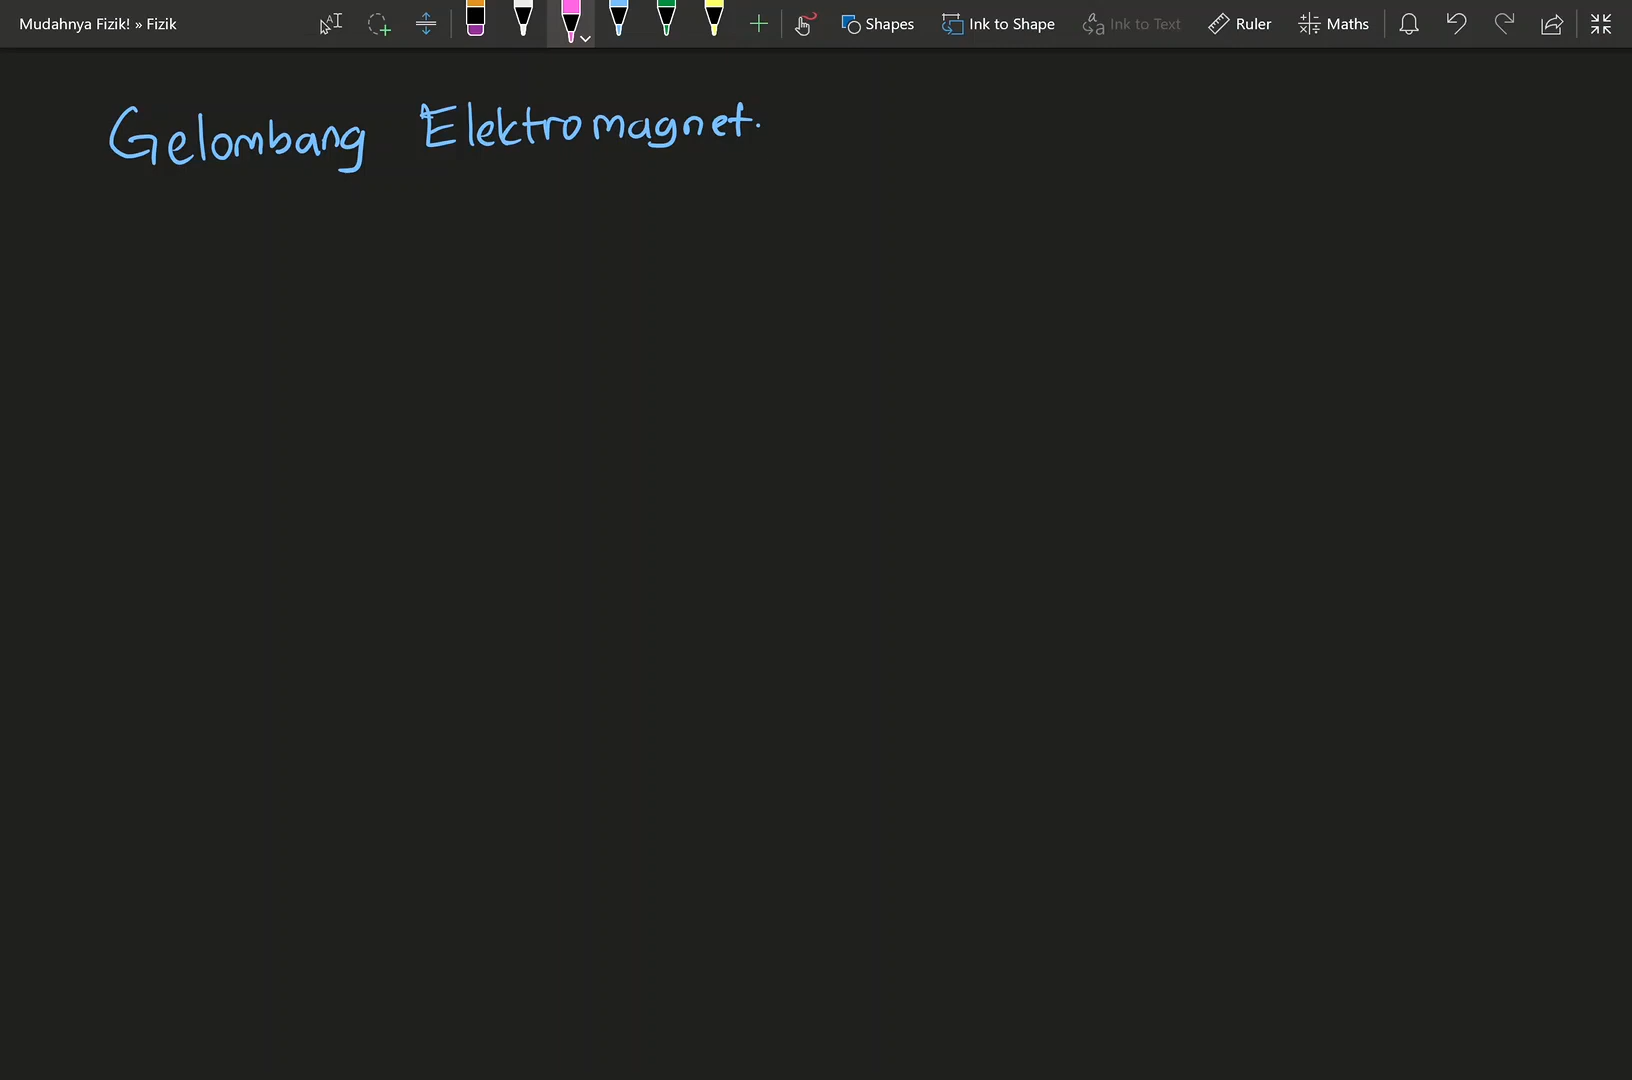 Mudahnya Fizik! » Fizik
Shapes
Ink to Shape
Ink to Text
Ruler
Maths
Gelombang Elektromagnet.